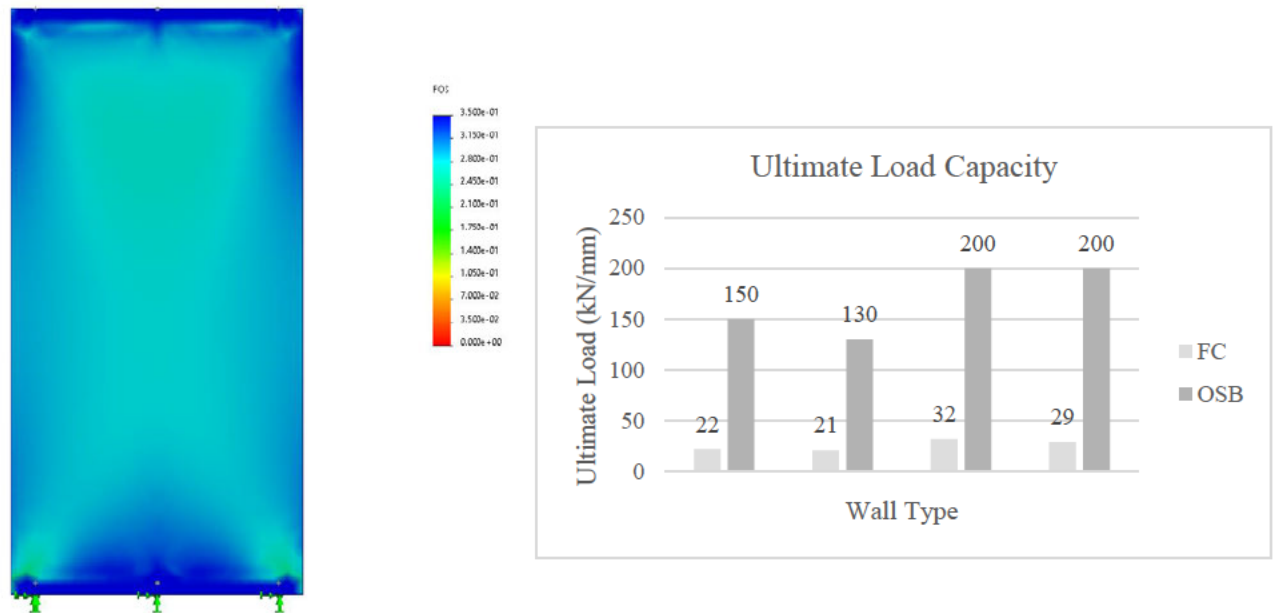 FOS
3.500e-01
3.150e-01
2.800e-01
2.450e-01
2.100e-01
1.750e-01
1.400e-01
1.050e-01
7.000e-02
3.500e-02
0.000e+00
Ultimate Load Capacity
Ultimate Load (kN/mm)
250
200
150
100
50
0
22
150
21
130
32
200
29
200
Wall Type
FC
OSB